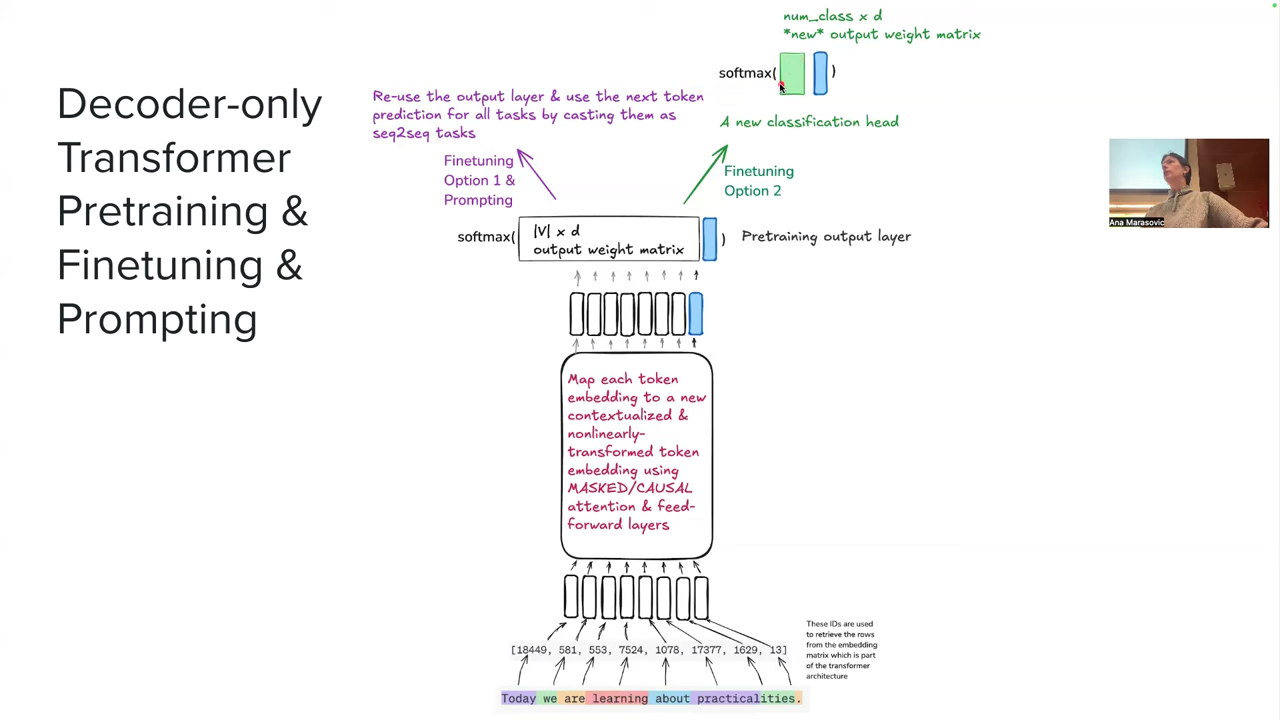 Decoder-only
Transformer
Pretraining &
Finetuning &
Prompting
num_class x d
*new* output weight matrix
softmax( )
A new classification head
Re-use the output layer & use the next token
prediction for all tasks by casting them as
seq2seq tasks
Finetuning
Option 1 &
Prompting
Finetuning
Option 2
softmax( |V| x d
output weight matrix )
Pretraining output layer
Map each token
embedding to a new
contextualized &
nonlinearly-
transformed token
embedding using
MASKED/CAUSAL
attention & feed-
forward layers
[18449, 581, 553, 7524, 1078, 17377, 1629, 13]
Today we are learning about practicalities.
These IDs are used
to retrieve the rows
from the embedding
matrix which is part
of the transformer
architecture
Ana Marasovic